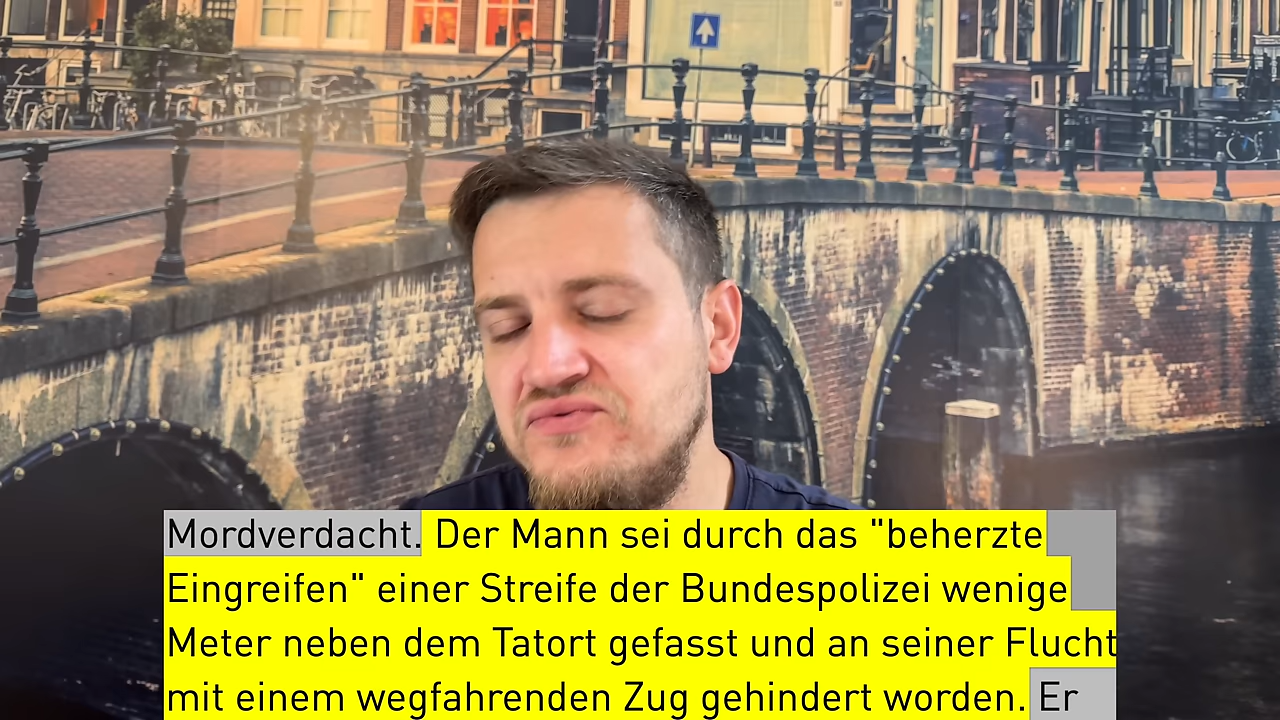 Mordverdacht. Der Mann sei durch das "beherzte
Eingreifen" einer Streife der Bundespolizei wenige
Meter neben dem Tatort gefasst und an seiner Flucht
mit einem wegfahrenden Zug gehindert worden. Er